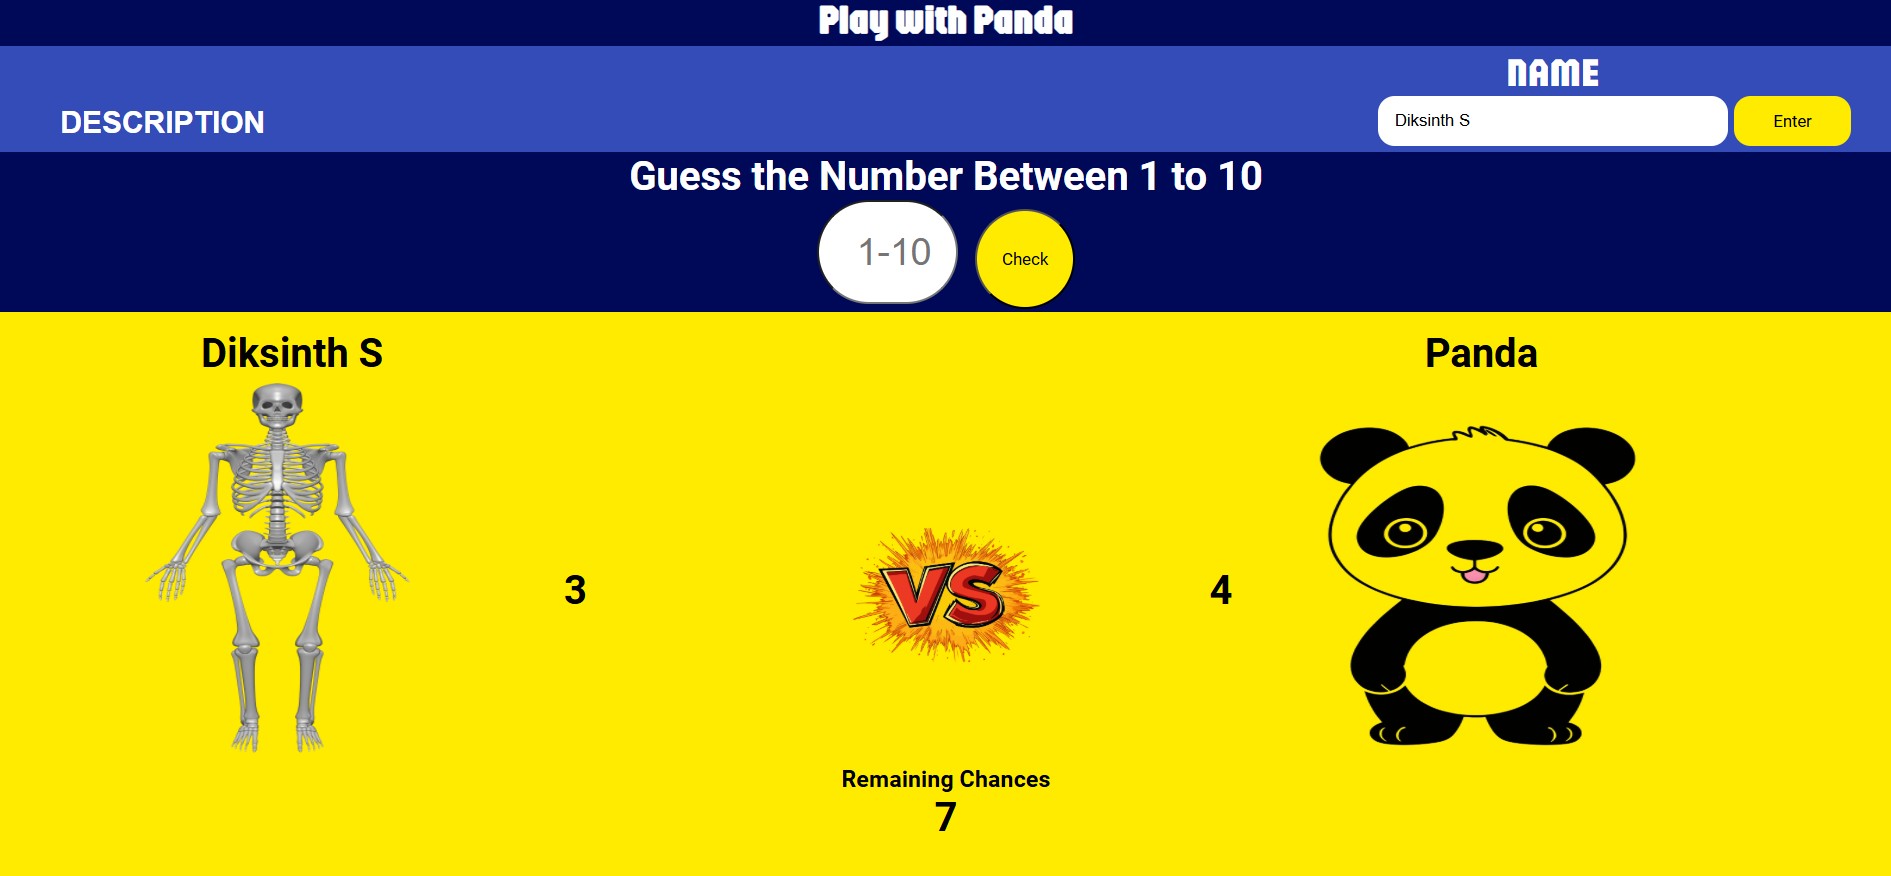 Play with Panda
NAME
DESCRIPTION
Diksinth S
Enter
Guess the Number Between 1 to 10
1-10
Check
Diksinth S
Panda
3
VS
4
Remaining Chances
7